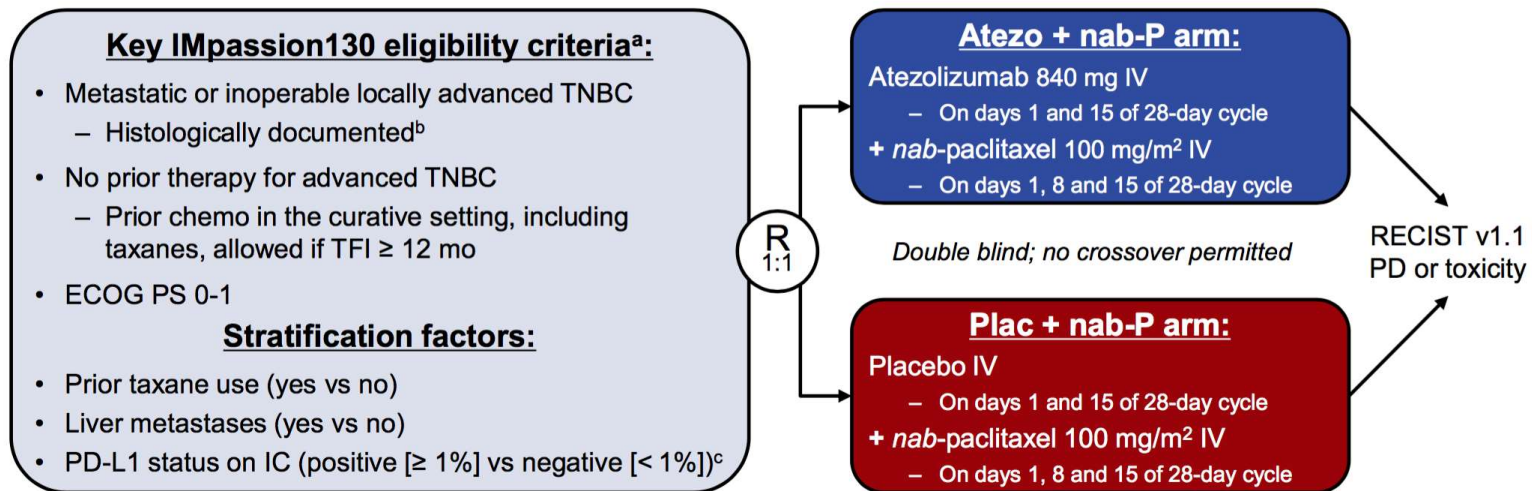 Key IMpassion130 eligibility criteriaᵃ:
• Metastatic or inoperable locally advanced TNBC
– Histologically documentedᵇ
• No prior therapy for advanced TNBC
– Prior chemo in the curative setting, including
taxanes, allowed if TFI ≥ 12 mo
• ECOG PS 0-1
Stratification factors:
• Prior taxane use (yes vs no)
• Liver metastases (yes vs no)
• PD-L1 status on IC (positive [≥ 1%] vs negative [< 1%])ᶜ
R
1:1
Atezo + nab-P arm:
Atezolizumab 840 mg IV
– On days 1 and 15 of 28-day cycle
+ nab-paclitaxel 100 mg/m² IV
– On days 1, 8 and 15 of 28-day cycle
Double blind; no crossover permitted
Plac + nab-P arm:
Placebo IV
– On days 1 and 15 of 28-day cycle
+ nab-paclitaxel 100 mg/m² IV
– On days 1, 8 and 15 of 28-day cycle
RECIST v1.1
PD or toxicity